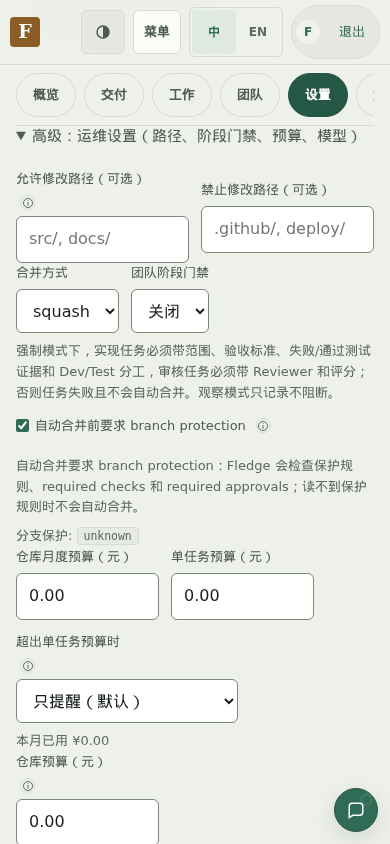 F
菜单
中
EN
F
退出
概览
交付
工作
团队
设置
▼ 高级：运维设置（路径、阶段门禁、预算、模型）
允许修改路径（可选）
禁止修改路径（可选）
src/, docs/
.github/, deploy/
合并方式
团队阶段门禁
squash
关闭
强制模式下，实现任务必须带范围、验收标准、失败/通过测试
证据和 Dev/Test 分工，审核任务必须带 Reviewer 和评分；
否则任务失败且不会自动合并。观察模式只记录不阻断。
自动合并前要求 branch protection
自动合并要求 branch protection：Fledge 会检查保护规
则、required checks 和 required approvals；读不到保护
规则时不会自动合并。
分支保护: unknown
仓库月度预算（元）
单任务预算（元）
0.00
0.00
超出单任务预算时
只提醒（默认）
本月已用 ¥0.00
仓库预算（元）
0.00